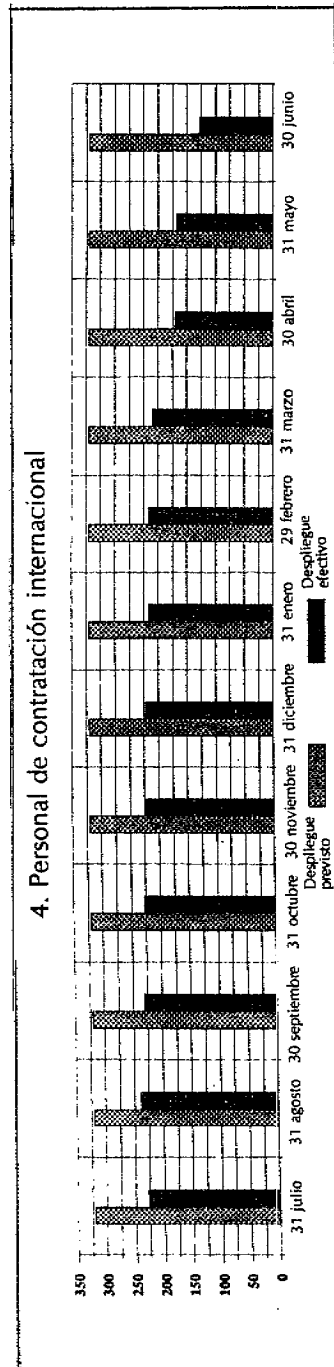 4. Personal de contratación internacional
350
300
250
200
150
100
50
0
31 julio
31 agosto
30 septiembre
31 octubre
30 noviembre
31 diciembre
31 enero
29 febrero
31 marzo
30 abril
31 mayo
30 junio
Despliegue
previsto
Despliegue
efectivo